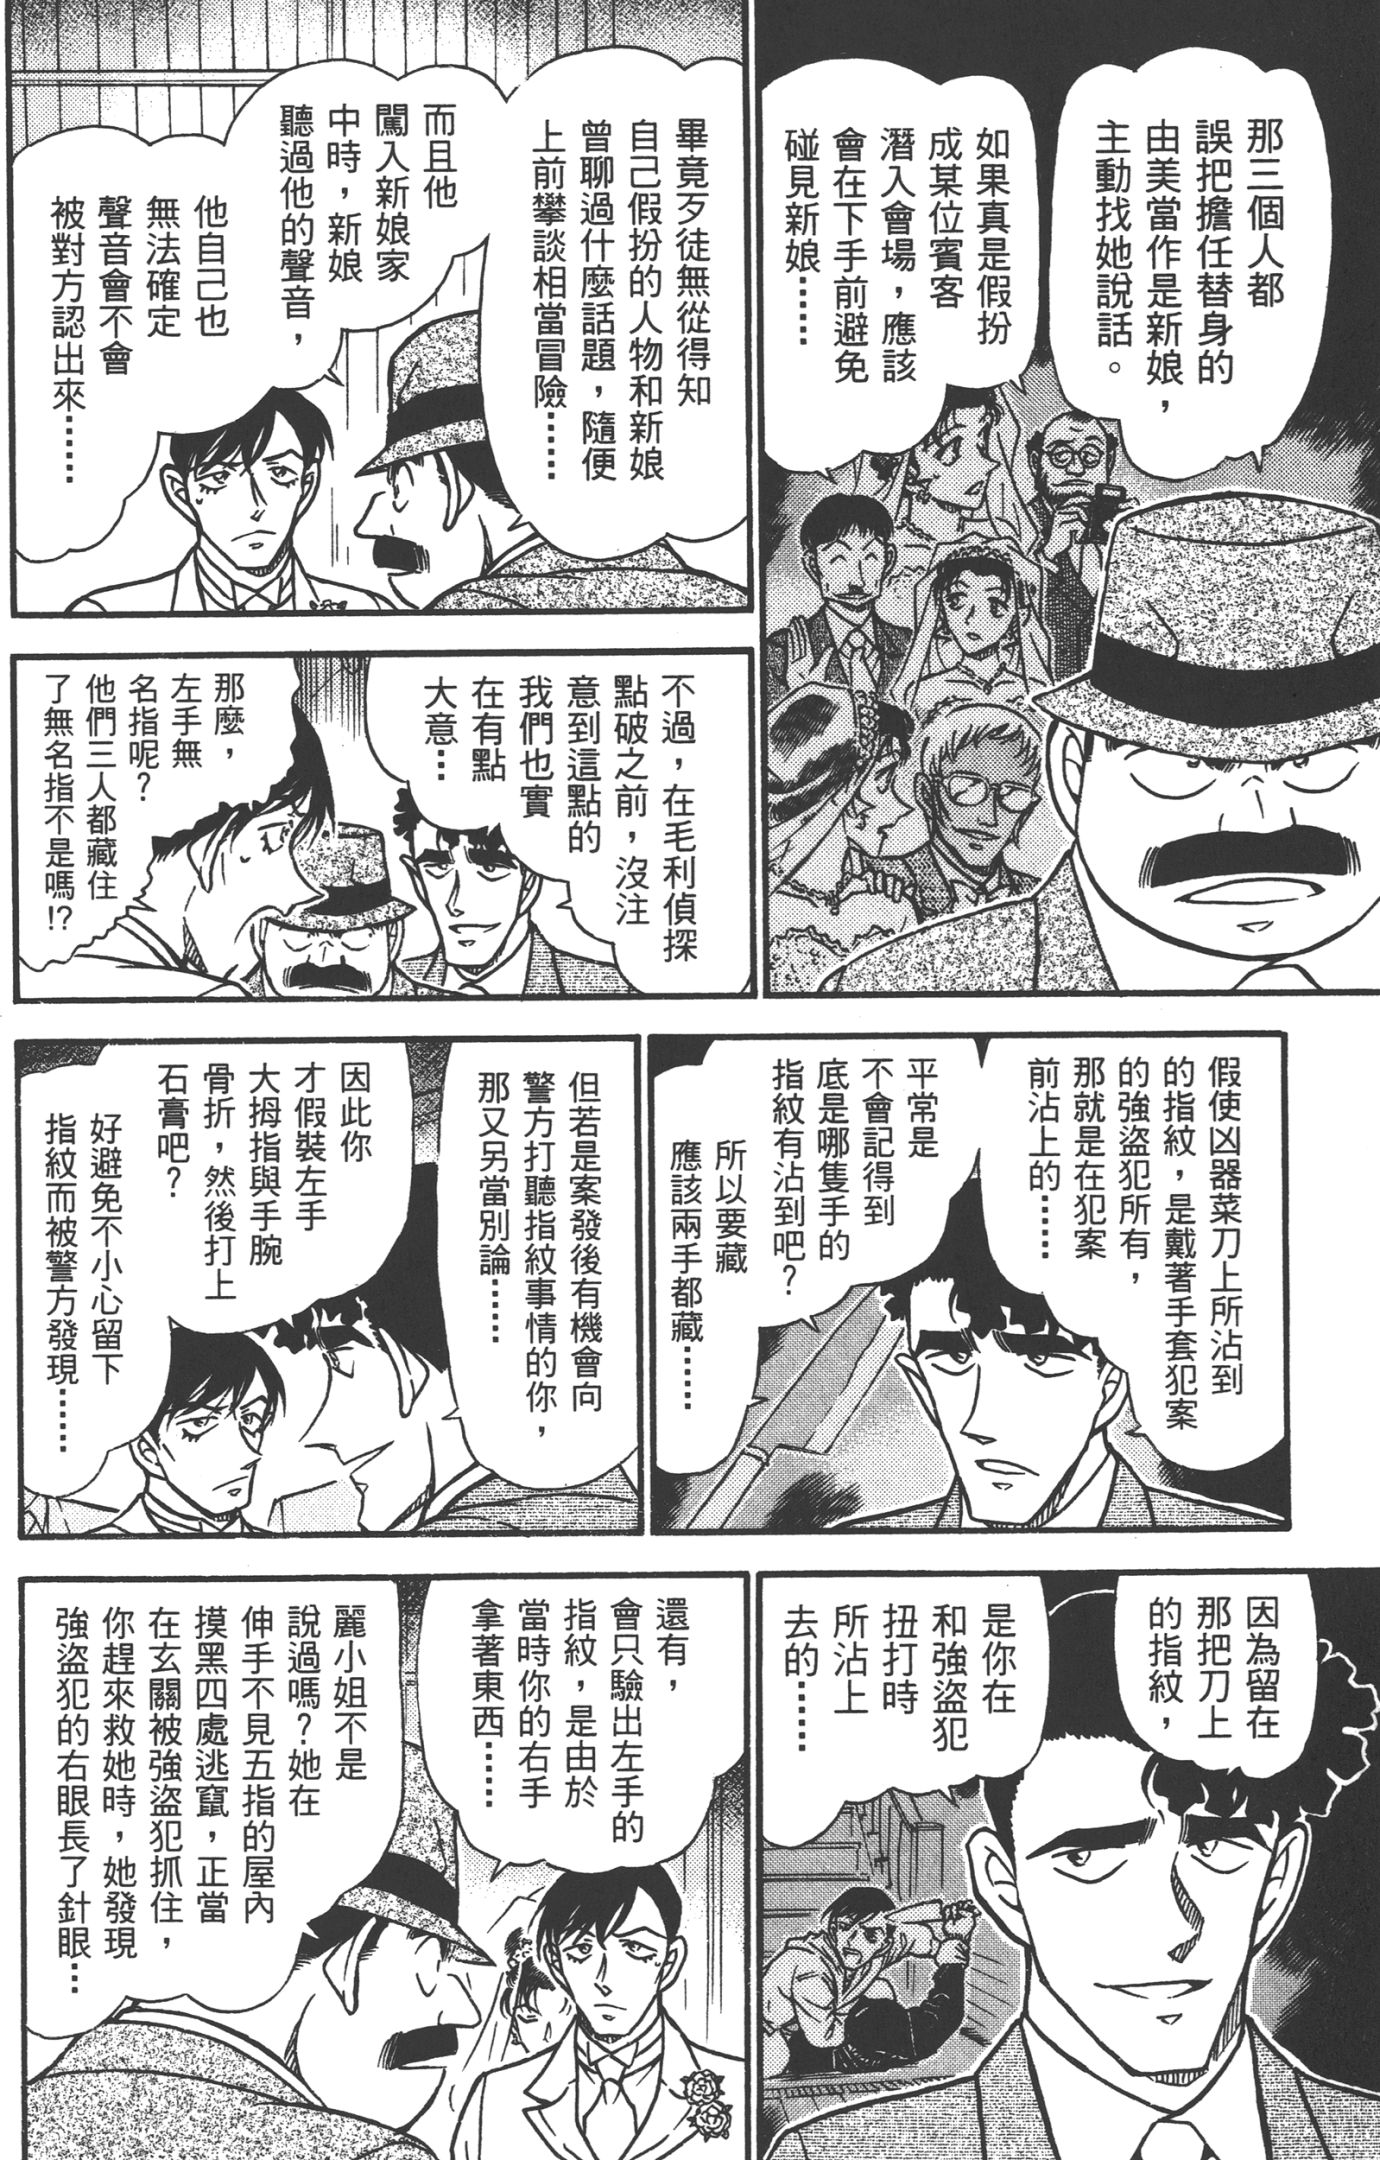 那三個人都
誤把擔任替身的
由美當作是新娘，
主動找她說話。
如果真是假扮
成某位賓客
潛入會場，應該
會在下手前避免
碰見新娘……
畢竟歹徒無從得知
自己假扮的人物和新娘
曾聊過什麼話題，隨便
上前攀談相當冒險……
而且他
闖入新娘家
中時，新娘
聽過他的聲音，
他自己也
無法確定
聲音會不會
被對方認出來……
不過，在毛利偵探
點破之前，沒注
意到這點的
我們也實
在有點
大意…
那麼，
左手無
名指呢？
他們三人都藏住
了無名指不是嗎!?
假使凶器菜刀上所沾到
的指紋，是戴著手套犯案
的強盜犯所有，
那就是在犯案
前沾上的……
平常是
不會記得到
底是哪隻手的
指紋有沾到吧？
所以要藏
應該兩手都藏……
但若是案發後有機會向
警方打聽指紋事情的你，
那又另當別論……
因此你
才假裝左手
大拇指與手腕
骨折，然後打上
石膏吧？
好避免不小心留下
指紋而被警方發現……
因為留在
那把刀上
的指紋，
是你在
和強盜犯
扭打時
所沾上
去的……
還有，
會只驗出左手的
指紋，是由於
當時你的右手
拿著東西……
麗小姐不是
說過嗎？她在
伸手不見五指的屋內
摸黑四處逃竄，正當
在玄關被強盜犯抓住，
你趕來救她時，她發現
強盜犯的右眼長了針眼…